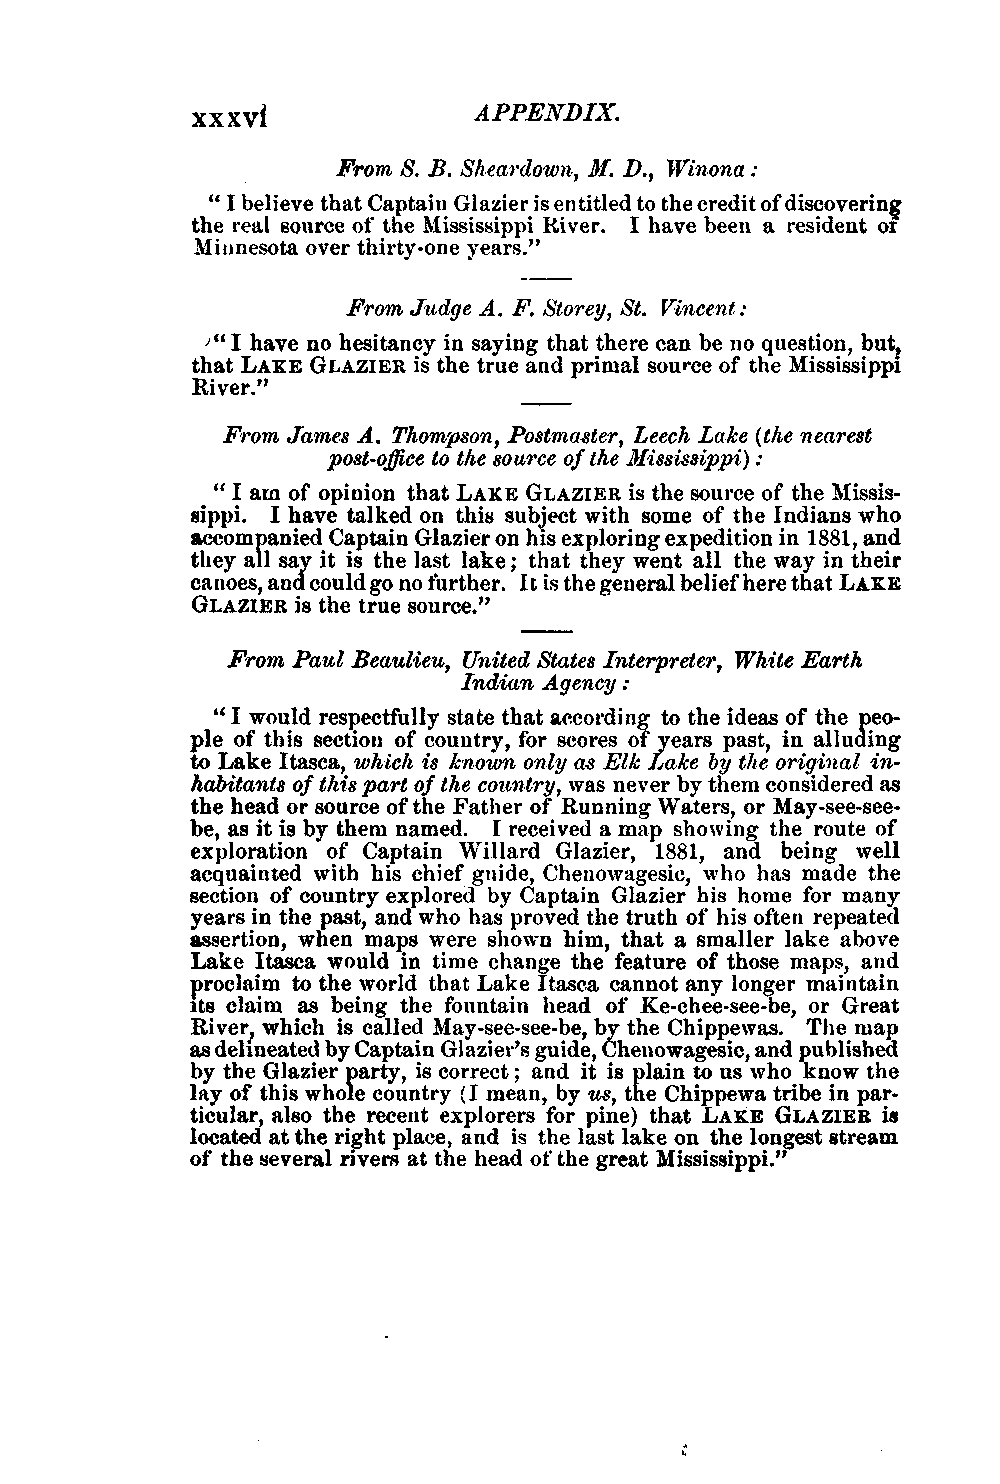 xxxvi APPENDIX.
From S. B. Sheardown, M. D., Winona:
"I believe that Captain Glazier is entitled to the credit of discovering
the real source of the Mississippi River. I have been a resident of
Minnesota over thirty-one years."
From Judge A. F. Storey, St. Vincent:
"I have no hesitancy in saying that there can be no question, but,
that LAKE GLAZIER is the true and primal source of the Mississippi
River."
From James A. Thompson, Postmaster, Leech Lake (the nearest
post-office to the source of the Mississippi):
"I am of opinion that LAKE GLAZIER is the source of the Missis-
sippi. I have talked on this subject with some of the Indians who
accompanied Captain Glazier on his exploring expedition in 1881, and
they all say it is the last lake; that they went all the way in their
canoes, and could go no further. It is the general belief here that LAKE
GLAZIER is the true source."
From Paul Beaulieu, United States Interpreter, White Earth
Indian Agency:
"I would respectfully state that according to the ideas of the peo-
ple of this section of country, for scores of years past, in alluding
to Lake Itasca, which is known only as Elk Lake by the original in-
habitants of this part of the country, was never by them considered as
the head or source of the Father of Running Waters, or May-see-see-
be, as it is by them named. I received a map showing the route of
exploration of Captain Willard Glazier, 1881, and being well
acquainted with his chief guide, Chenowagesic, who has made the
section of country explored by Captain Glazier his home for many
years in the past, and who has proved the truth of his often repeated
assertion, when maps were shown him, that a smaller lake above
Lake Itasca would in time change the feature of those maps, and
proclaim to the world that Lake Itasca cannot any longer maintain
its claim as being the fountain head of Ke-chee-see-be, or Great
River, which is called May-see-see-be, by the Chippewas. The map
as delineated by Captain Glazier's guide, Chenowagesic, and published
by the Glazier party, is correct; and it is plain to us who know the
lay of this whole country (I mean, by us, the Chippewa tribe in par-
ticular, also the recent explorers for pine) that LAKE GLAZIER is
located at the right place, and is the last lake on the longest stream
of the several rivers at the head of the great Mississippi."